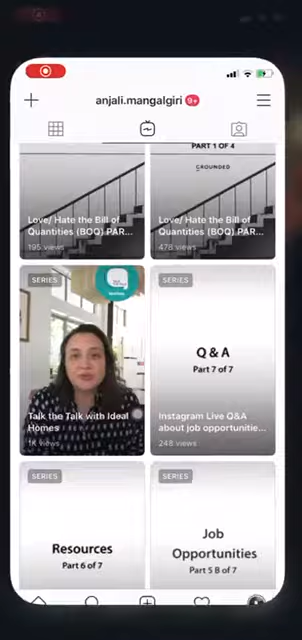 anjali.mangalgiri 9+
PART 1 OF 4
GROUNDED
Love/ Hate the Bill of
Quantities (BOQ) PAR...
195 views
Love/ Hate the Bill of
Quantities (BOQ) PAR...
478 views
SERIES
Talk the Talk with Ideal
Homes
1K views
SERIES
Q & A
Part 7 of 7
Instagram Live Q&A
about job opportunitie...
248 views
SERIES
Resources
Part 6 of 7
SERIES
Job
Opportunities
Part 5 B of 7